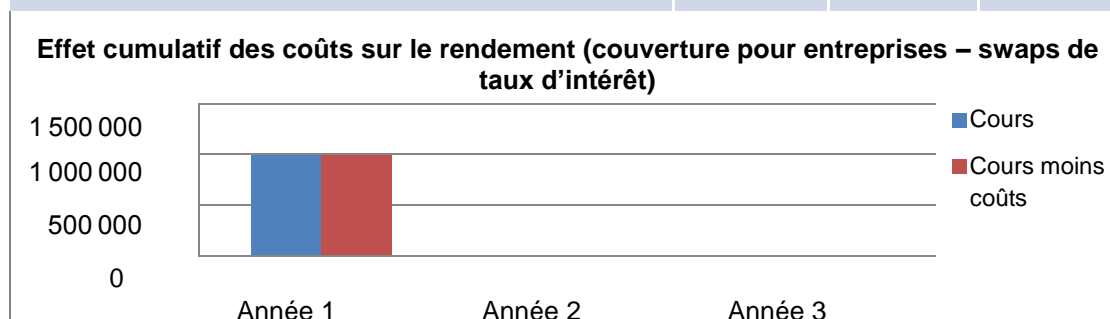 Effet cumulatif des coûts sur le rendement (couverture pour entreprises – swaps de
taux d’intérêt)
1 500 000
1 000 000
500 000
0
Année 1 Année 2 Année 3
Cours
Cours moins
coûts